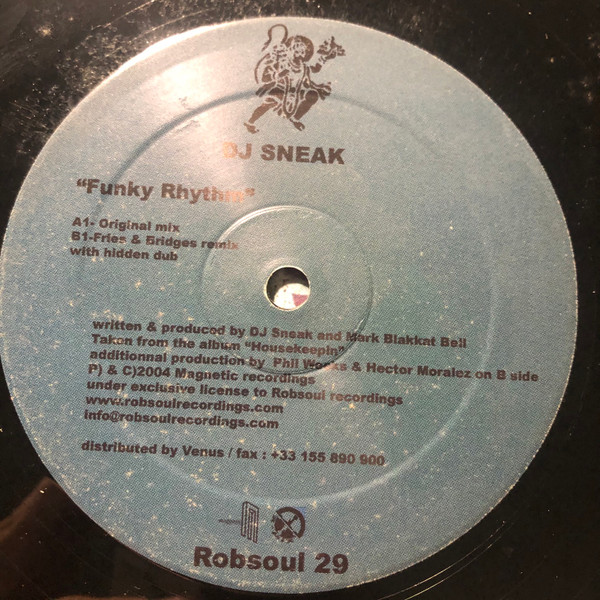 DJ SNEAK
"Funky Rhythm"
A1- Original mix
B1-Fries & Bridges remix
with hidden dub
written & produced by DJ Sneak and Mark Blakkat Bell
Taken from the album "Housekeepin"
additionnal production by Phil Weeks & Hector Moralez on B side
P) & C)2004 Magnetic recordings
under exclusive license to Robsoul recordings
www.robsoulrecordings.com
info@robsoulrecordings.com
distributed by Venus / fax : +33 155 890 900
Robsoul 29